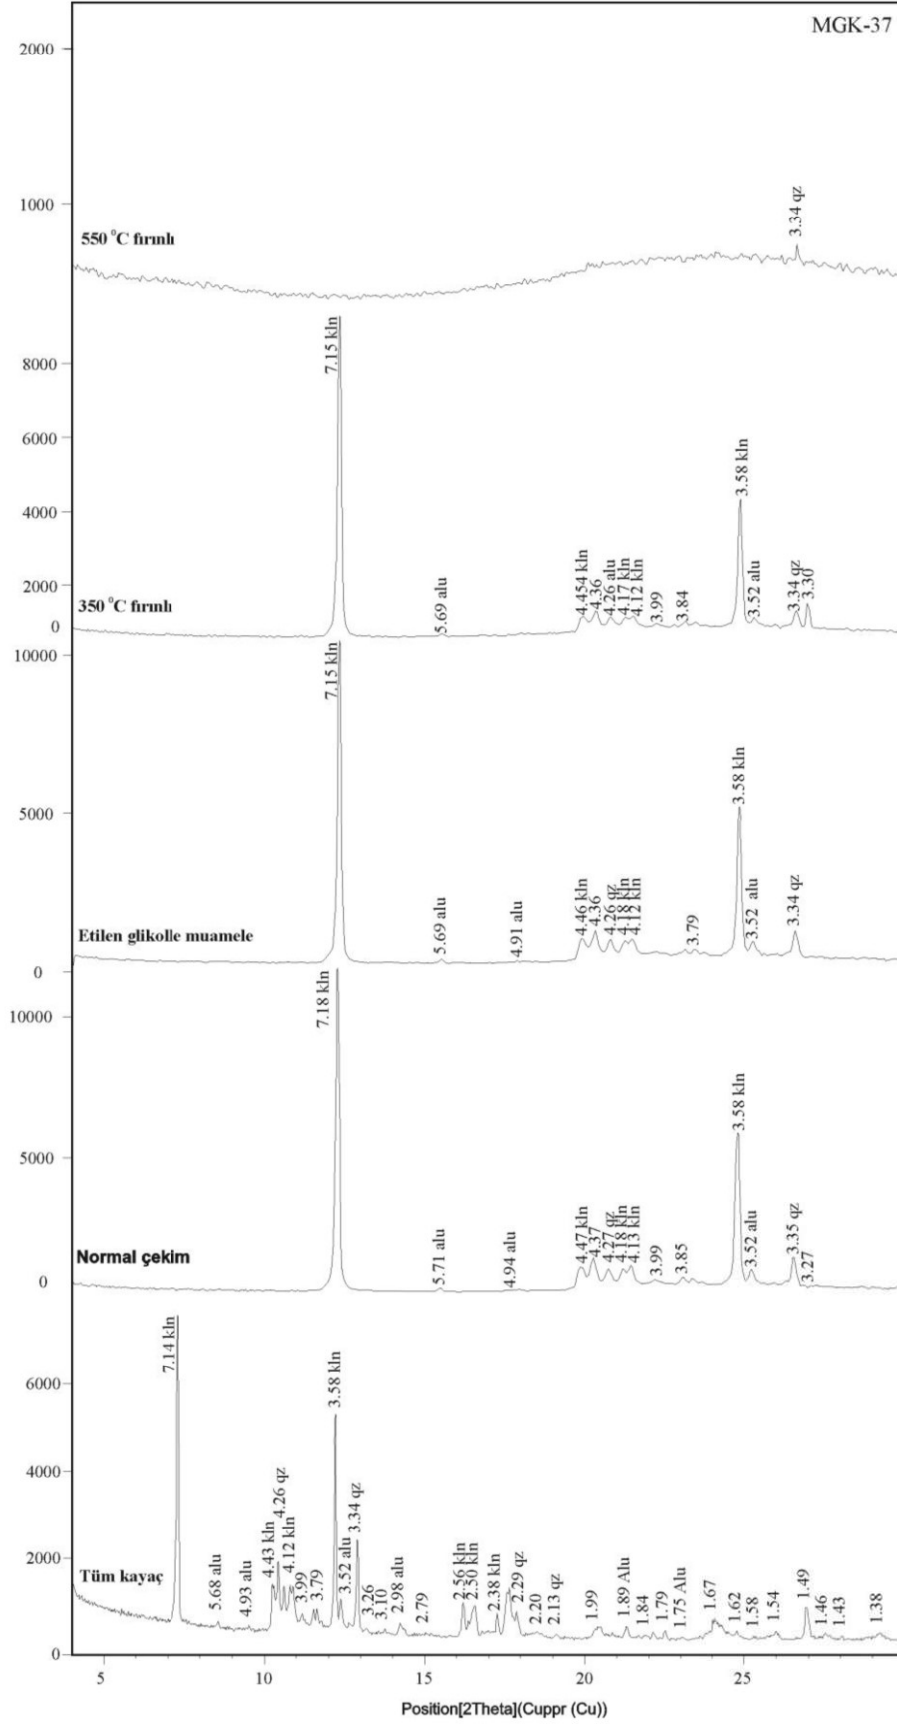 MGK-37
2000
1000
3.34 qz
550 °C fırınlı
7.15 kln
8000
6000
4000
2000
0
3.58 kln
350 °C fırınlı
5.69 alu
4.454 kln
4.36
4.26 alu
4.17 kln
4.12 kln
3.99
3.84
3.52 alu
3.34 qz
3.30
10000
5000
0
7.15 kln
3.58 kln
Etilen glikolle muamele
5.69 alu
4.91 alu
4.46 kln
4.36
4.26 qz
4.18 kln
4.12 kln
3.79
3.52 alu
3.34 qz
10000
5000
0
7.18 kln
3.58 kln
Normal çekim
5.71 alu
4.94 alu
4.47 kln
4.37
4.27 qz
4.18 kln
4.13 kln
3.99
3.85
3.52 alu
3.35 qz
3.27
6000
4000
2000
0
Tüm kayaç
7.14 kln
5.68 alu
4.93 alu
4.43 kln
4.26 qz
4.12 kln
3.99
3.79
3.58 kln
3.52 alu
3.34 qz
3.26
3.10
2.98 alu
2.79
2.56 kln
2.50 kln
2.38 kln
2.29 qz
2.20
2.13 qz
1.99
1.89 Alu
1.84
1.79
1.75 Alu
1.67
1.62
1.58
1.54
1.49
1.46
1.43
1.38
5 10 15 20 25
Position[2Theta](Cuppr (Cu))